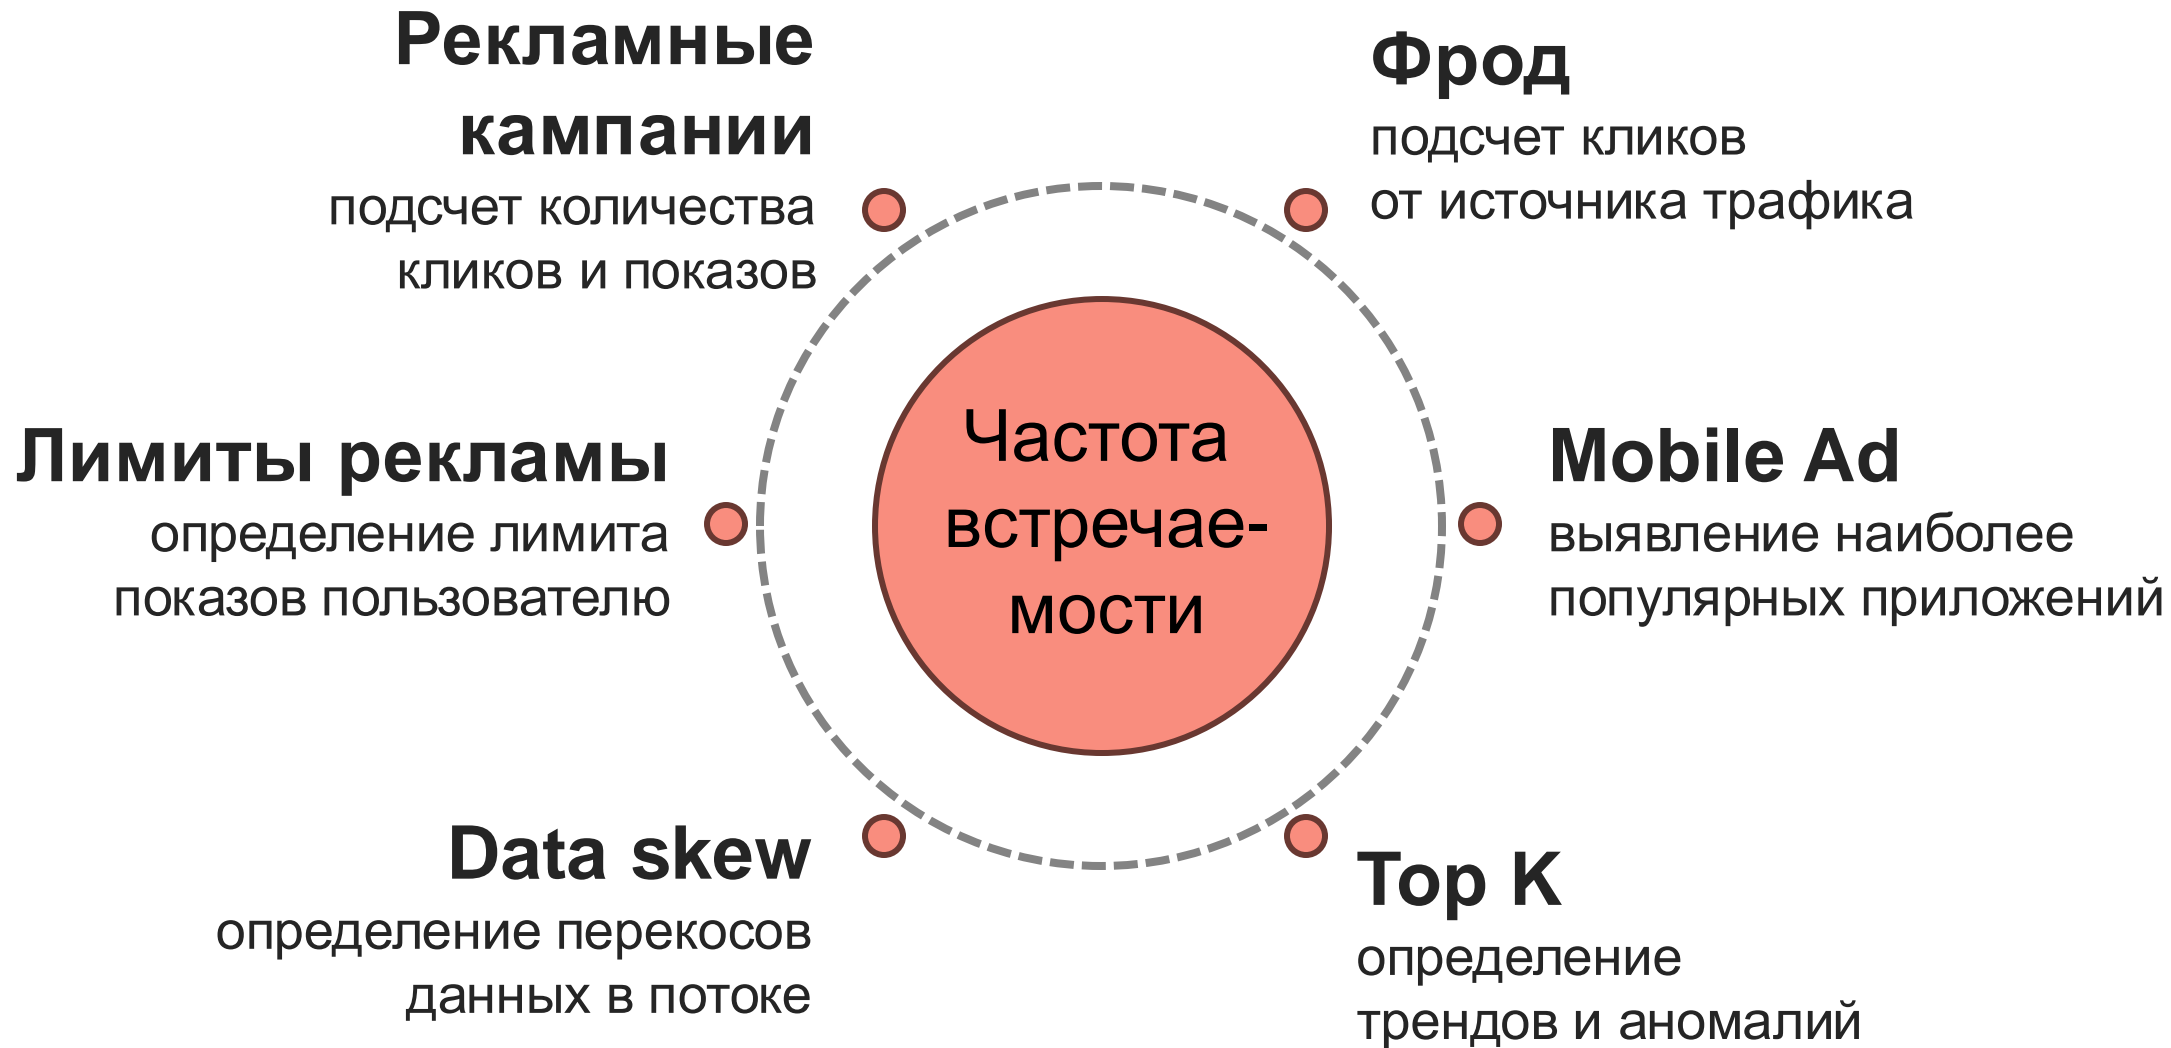 Рекламные
кампании
подсчет количества
кликов и показов
Фрод
подсчет кликов
от источника трафика
Лимиты рекламы
определение лимита
показов пользователю
Частота
встречае-
мости
Mobile Ad
выявление наиболее
популярных приложений
Data skew
определение перекосов
данных в потоке
Top K
определение
трендов и аномалий